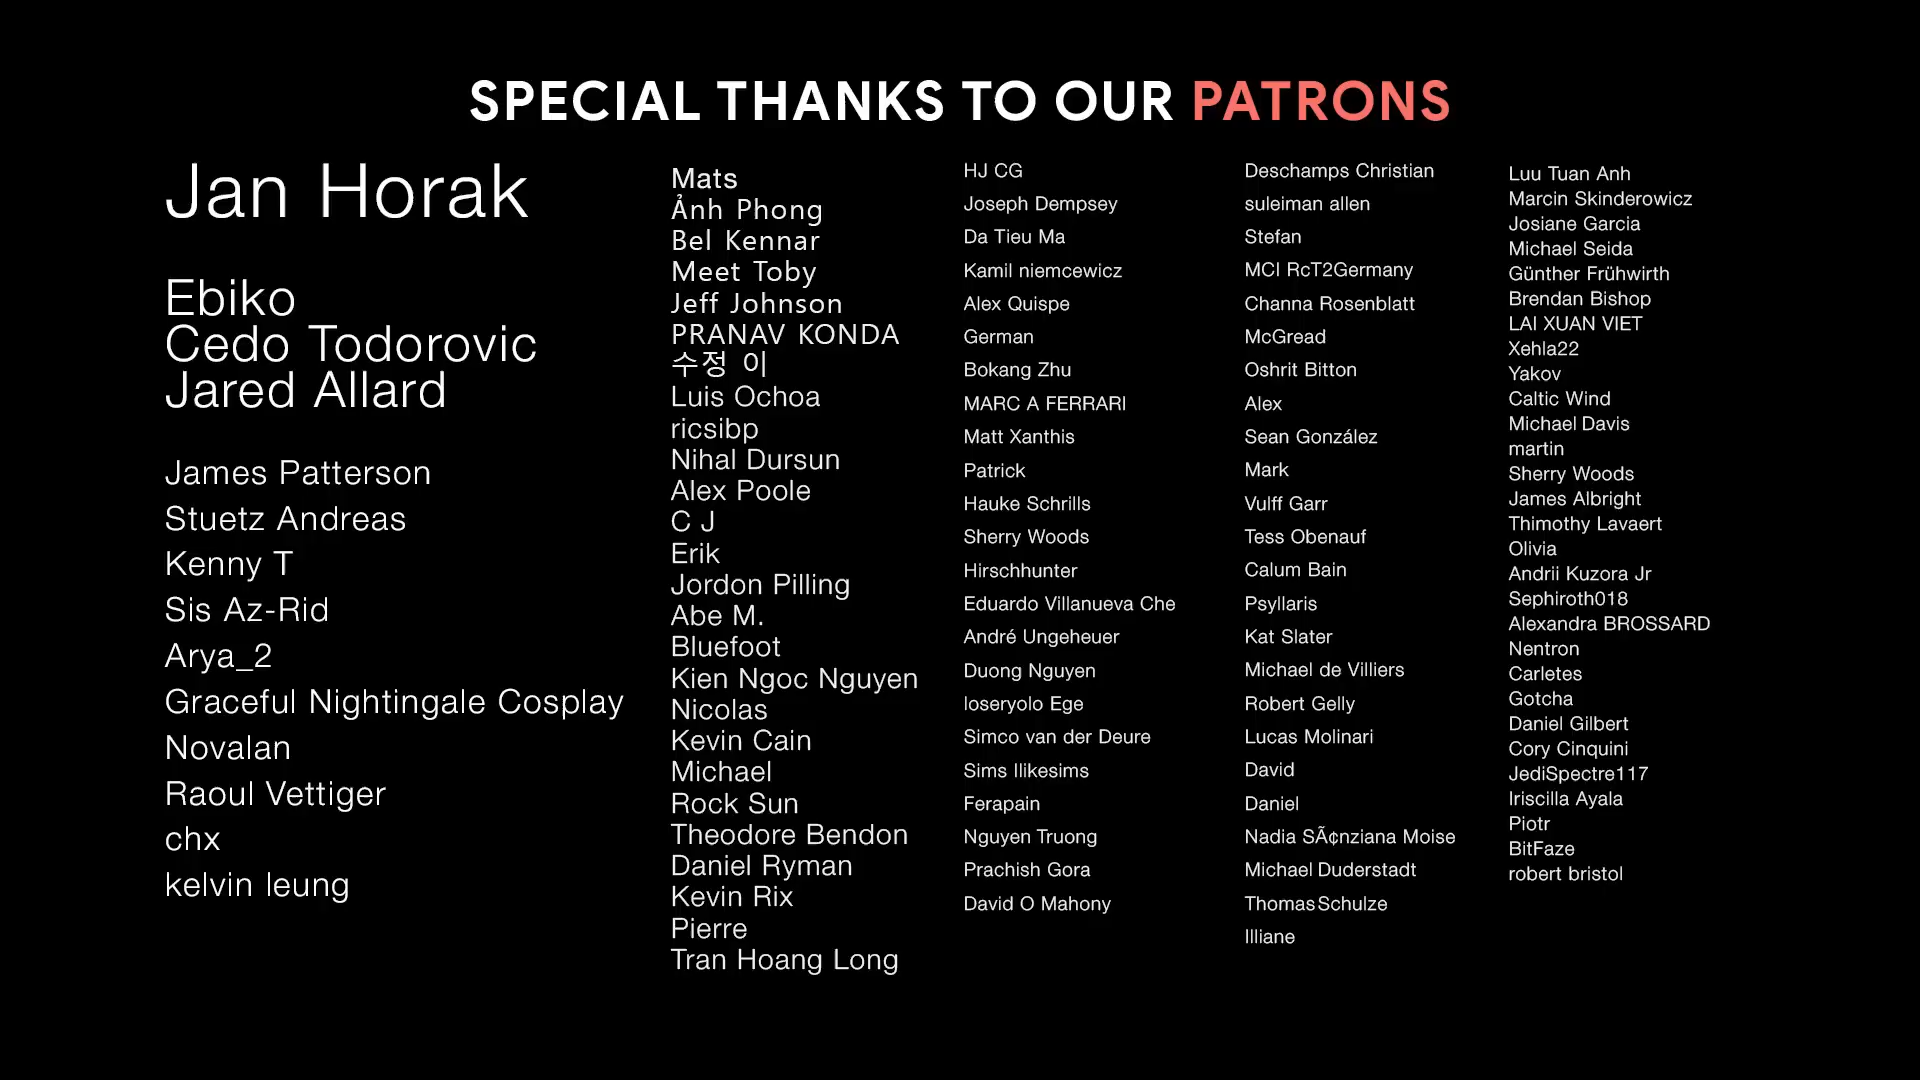 SPECIAL THANKS TO OUR PATRONS
Jan Horak
Ebiko
Cedo Todorovic
Jared Allard
James Patterson
Stuetz Andreas
Kenny T
Sis Az-Rid
Arya_2
Graceful Nightingale Cosplay
Novalan
Raoul Vettiger
chx
kelvin leung
Mats
Ảnh Phong
Bel Kennar
Meet Toby
Jeff Johnson
PRANAV KONDA
수정 이
Luis Ochoa
ricsibp
Nihal Dursun
Alex Poole
C J
Erik
Jordon Pilling
Abe M.
Bluefoot
Kien Ngoc Nguyen
Nicolas
Kevin Cain
Michael
Rock Sun
Theodore Bendon
Daniel Ryman
Kevin Rix
Pierre
Tran Hoang Long
HJ CG
Joseph Dempsey
Da Tieu Ma
Kamil niemcewicz
Alex Quispe
German
Bokang Zhu
MARC A FERRARI
Matt Xanthis
Patrick
Hauke Schrills
Sherry Woods
Hirschhunter
Eduardo Villanueva Che
André Ungeheuer
Duong Nguyen
loseryolo Ege
Simco van der Deure
Sims Ilikesims
Ferapain
Nguyen Truong
Prachish Gora
David O Mahony
Deschamps Christian
suleiman allen
Stefan
MCI RcT2Germany
Channa Rosenblatt
McGread
Oshrit Bitton
Alex
Sean González
Mark
Vulff Garr
Tess Obenauf
Calum Bain
Psyllaris
Kat Slater
Michael de Villiers
Robert Gelly
Lucas Molinari
David
Daniel
Nadia SÃ¢nziana Moise
Michael Duderstadt
Thomas Schulze
Illiane
Luu Tuan Anh
Marcin Skinderowicz
Josiane Garcia
Michael Seida
Günther Frühwirth
Brendan Bishop
LAI XUAN VIET
Xehla22
Yakov
Caltic Wind
Michael Davis
martin
Sherry Woods
James Albright
Thimothy Lavaert
Olivia
Andrii Kuzora Jr
Sephiroth018
Alexandra BROSSARD
Nentron
Carletes
Gotcha
Daniel Gilbert
Cory Cinquini
JediSpectre117
Iriscilla Ayala
Piotr
BitFaze
robert bristol